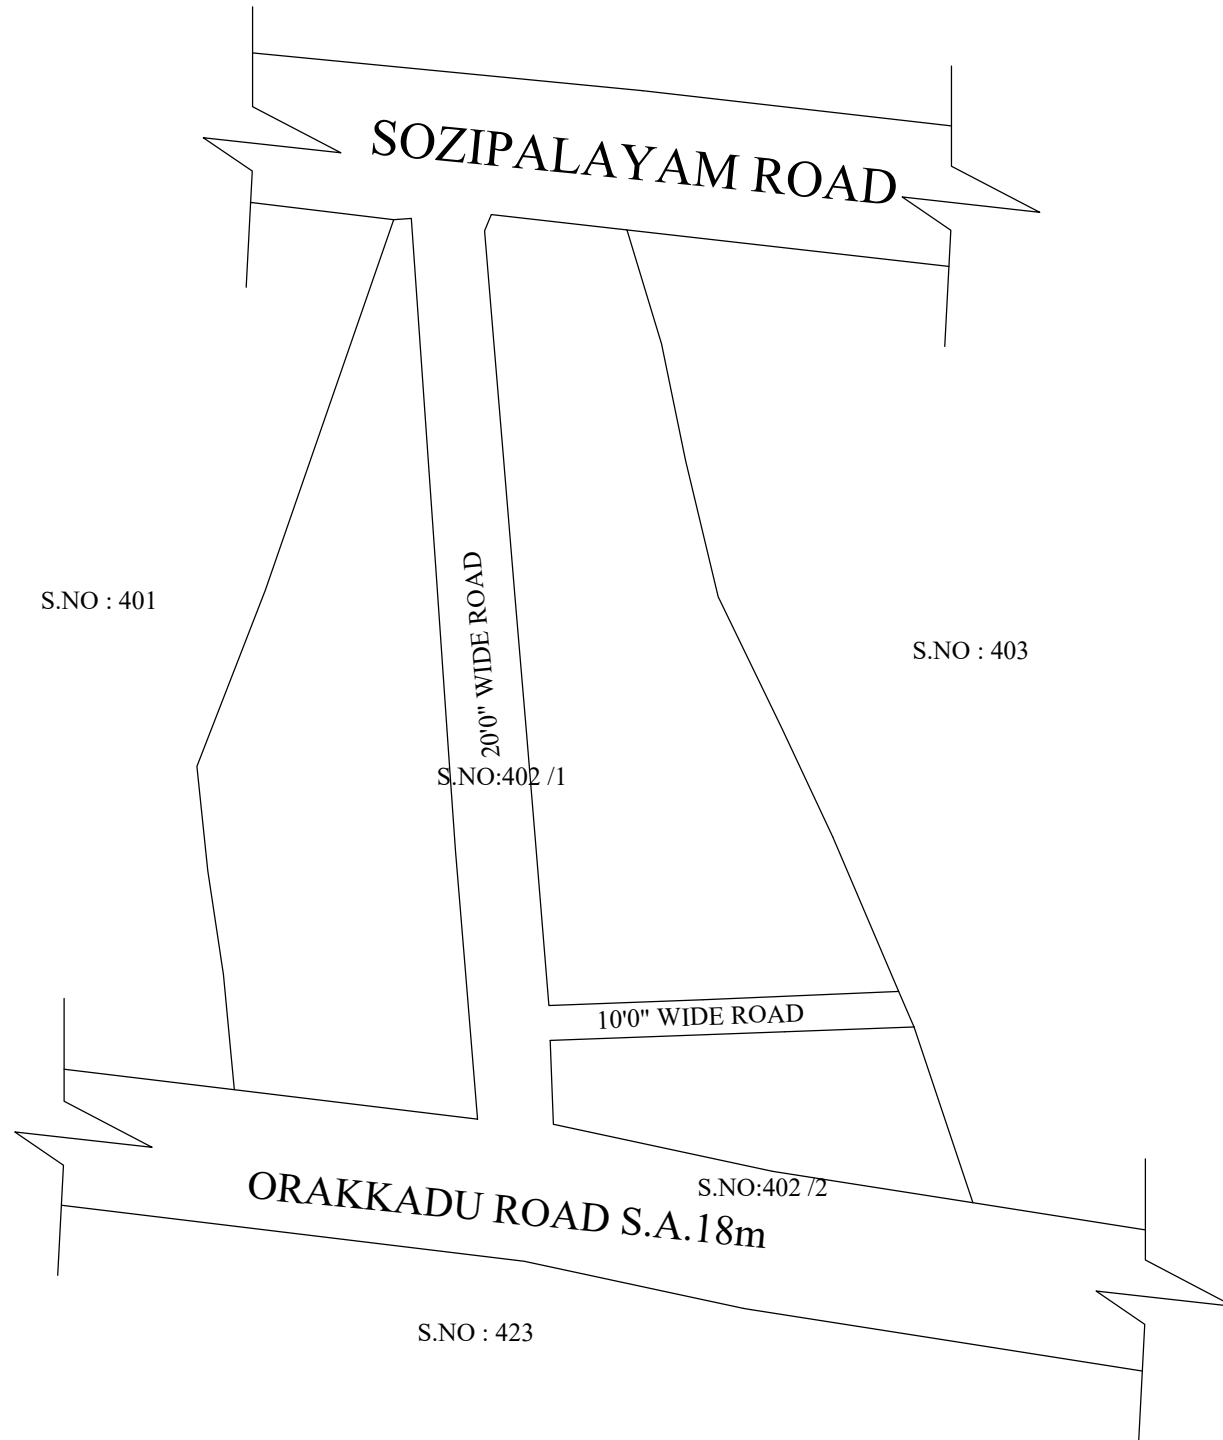 SOZIPALAYAM ROAD
20'0" WIDE ROAD
S.NO : 401
S.NO : 403
S.NO:402 /1
10'0" WIDE ROAD
S.NO:402 /2
ORAKKADU ROAD S.A.18m
S.NO : 423